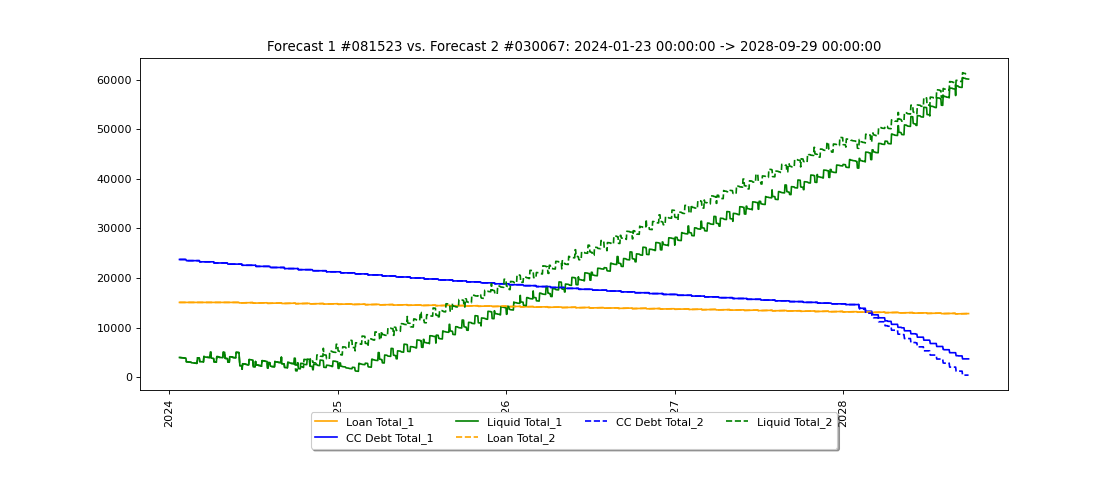 Forecast 1 #081523 vs. Forecast 2 #030067: 2024-01-23 00:00:00 -> 2028-09-29 00:00:00
60000
50000
40000
30000
20000
10000
0
2024
25
26
27
2028
Loan Total_1
Liquid Total_1
CC Debt Total_2
Liquid Total_2
CC Debt Total_1
Loan Total_2